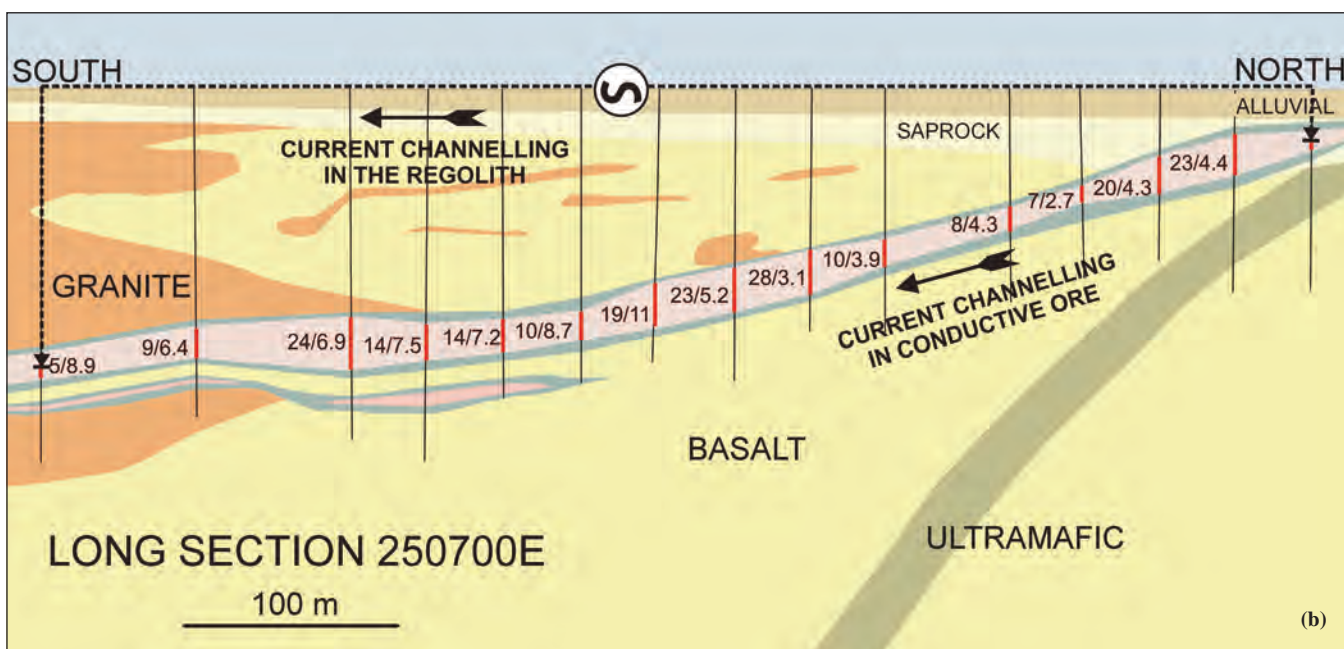 SOUTH
NORTH
S
ALLUVIAL
SAPROCK
CURRENT CHANNELLING
IN THE REGOLITH
23/4.4
20/4.3
7/2.7
8/4.3
10/3.9
28/3.1
23/5.2
19/11
10/8.7
14/7.2
14/7.5
24/6.9
9/6.4
5/8.9
GRANITE
CURRENT CHANNELLING
IN CONDUCTIVE ORE
BASALT
ULTRAMAFIC
LONG SECTION 250700E
100 m
(b)